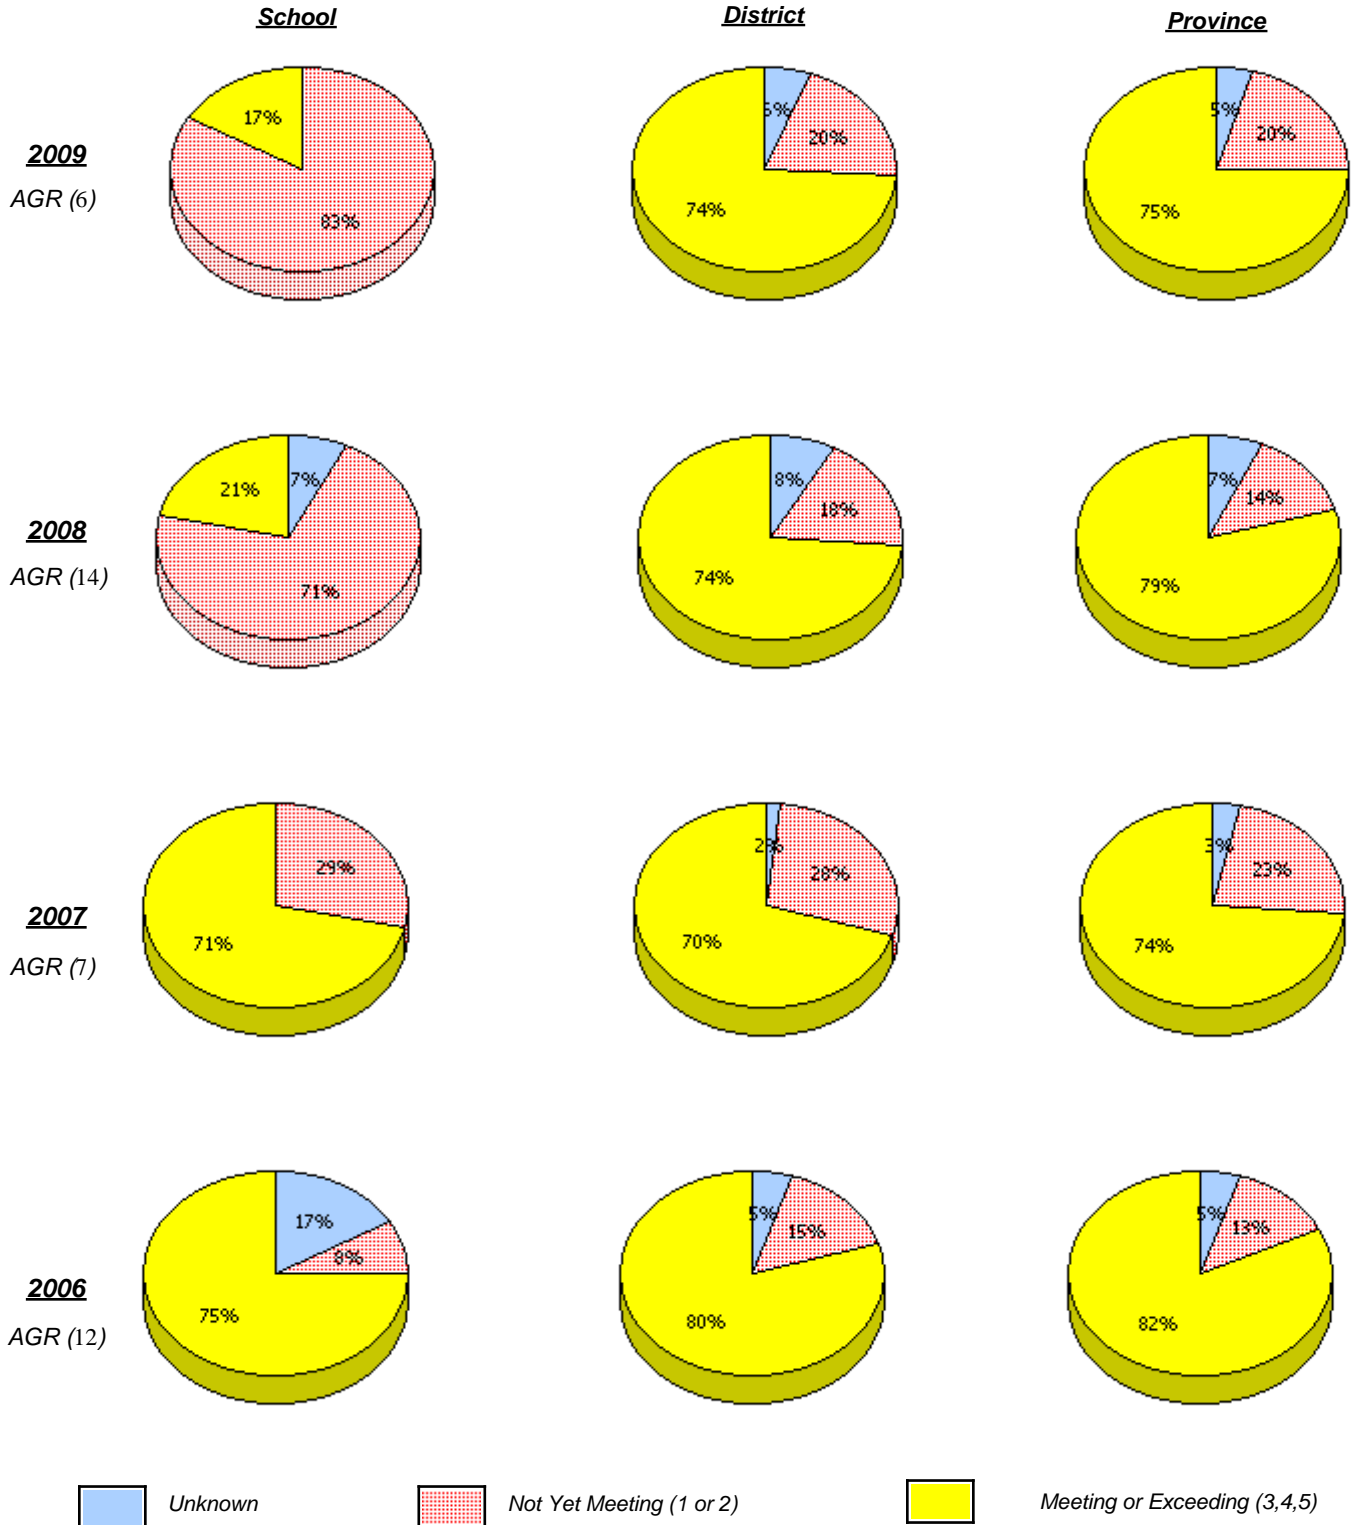 School District Province
17% 83% 6% 20% 74% 5% 20% 75%
2009
AGR (6)
21% 7% 71% 8% 18% 74% 7% 14% 79%
2008
AGR (14)
29% 71% 2% 28% 70% 3% 23% 74%
2007
AGR (7)
17% 8% 75% 5% 15% 80% 5% 13% 82%
2006
AGR (12)
Unknown Not Yet Meeting (1 or 2) Meeting or Exceeding (3,4,5)